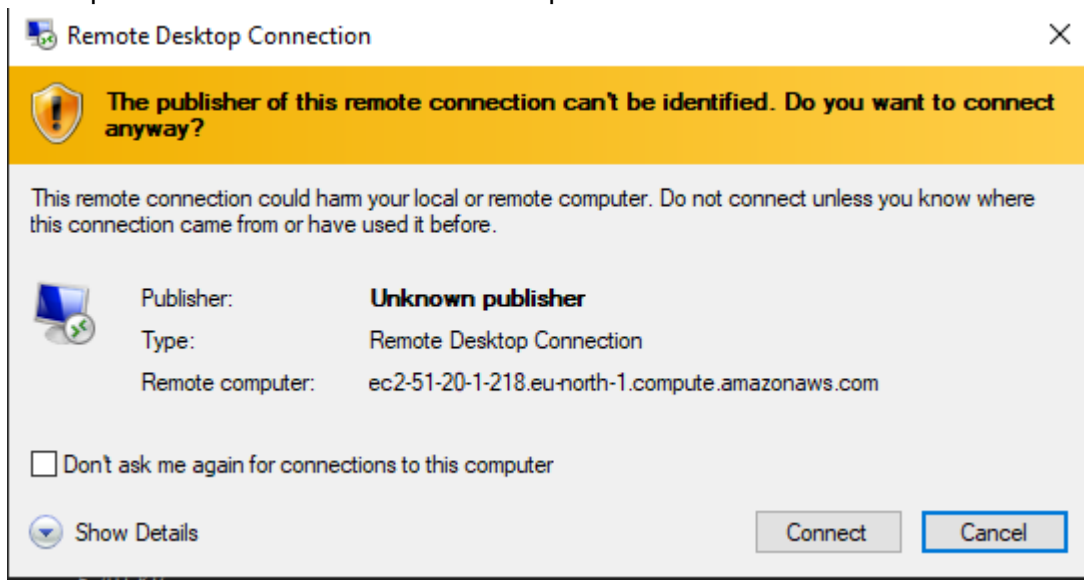 Remote Desktop Connection
The publisher of this remote connection can't be identified. Do you want to connect
anyway?
This remote connection could harm your local or remote computer. Do not connect unless you know where
this connection came from or have used it before.
Publisher: Unknown publisher
Type: Remote Desktop Connection
Remote computer: ec2-51-20-1-218.eu-north-1.compute.amazonaws.com
Don't ask me again for connections to this computer
Show Details Connect Cancel